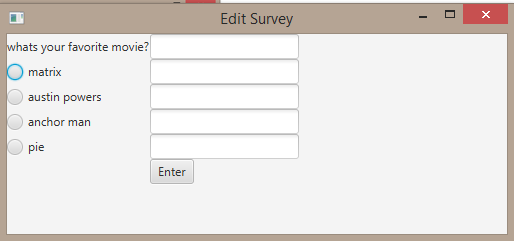 Edit Survey
whats your favorite movie?
matrix
austin powers
anchor man
pie
Enter